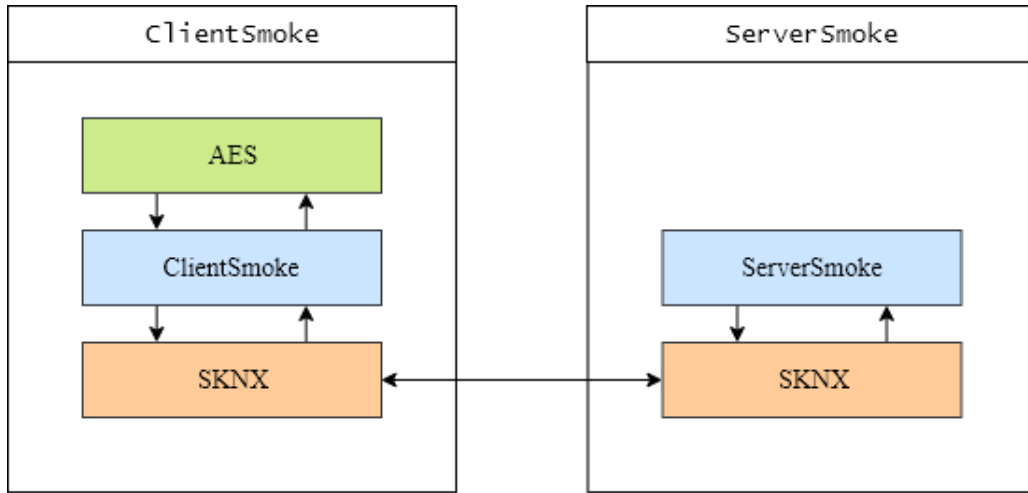 ClientSmoke
ServerSmoke
AES
ClientSmoke
ServerSmoke
SKNX
SKNX